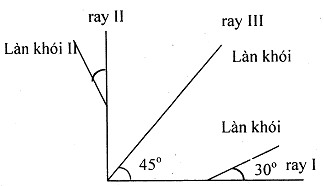 ray II
ray III
Làn khói II
Làn khói
Làn khói
45°
30°
ray I